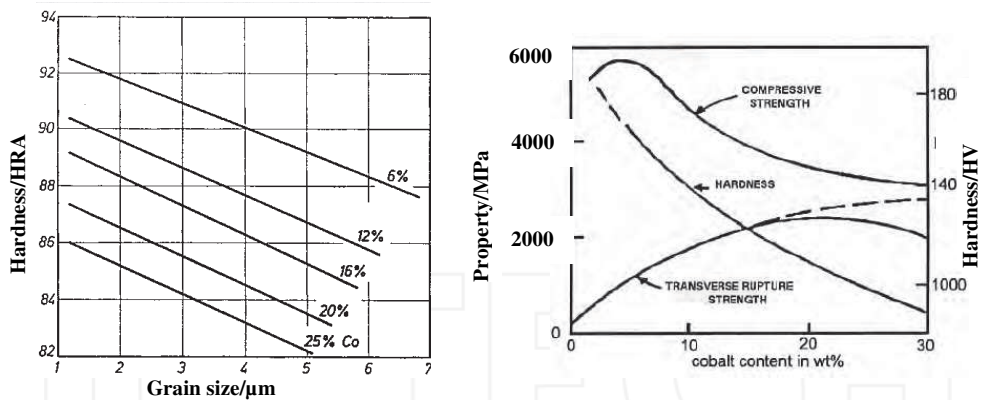 94
92
90
88
86
84
82
Hardness/HRA
6%
12%
16%
20%
25% Co
1 2 3 4 5 6 7
Grain size/µm
6000
4000
2000
0
Property/MPa
COMPRESSIVE
STRENGTH
HARDNESS
TRANSVERSE RUPTURE
STRENGTH
180
140
1000
Hardness/HV
0 10 20 30
cobalt content in wt%